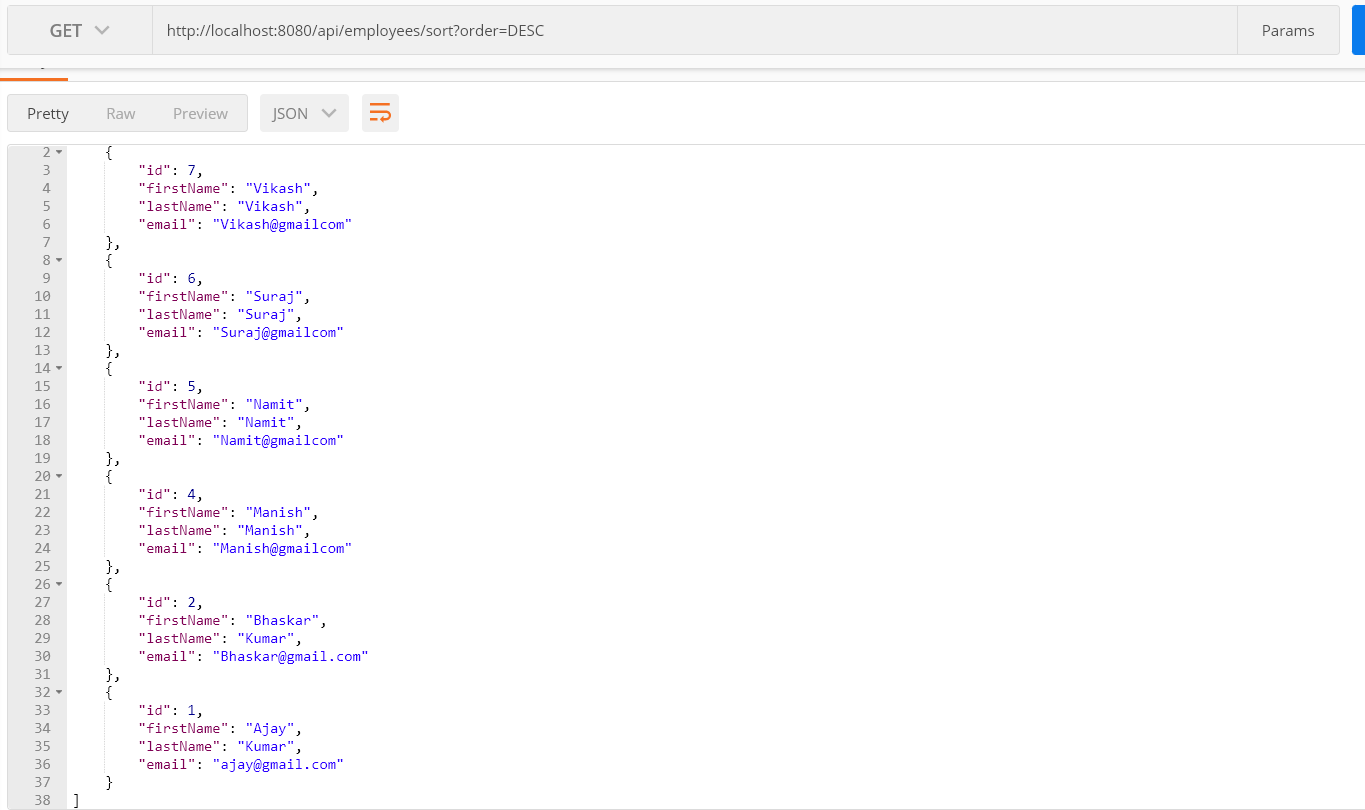 GET http://localhost:8080/api/employees/sort?order=DESC Params
Pretty Raw Preview JSON
2 {
3 "id": 7,
4 "firstName": "Vikash",
5 "lastName": "Vikash",
6 "email": "Vikash@gmailcom"
7 },
8 {
9 "id": 6,
10 "firstName": "Suraj",
11 "lastName": "Suraj",
12 "email": "Suraj@gmailcom"
13 },
14 {
15 "id": 5,
16 "firstName": "Namit",
17 "lastName": "Namit",
18 "email": "Namit@gmailcom"
19 },
20 {
21 "id": 4,
22 "firstName": "Manish",
23 "lastName": "Manish",
24 "email": "Manish@gmailcom"
25 },
26 {
27 "id": 2,
28 "firstName": "Bhaskar",
29 "lastName": "Kumar",
30 "email": "Bhaskar@gmail.com"
31 },
32 {
33 "id": 1,
34 "firstName": "Ajay",
35 "lastName": "Kumar",
36 "email": "ajay@gmail.com"
37 }
38 ]